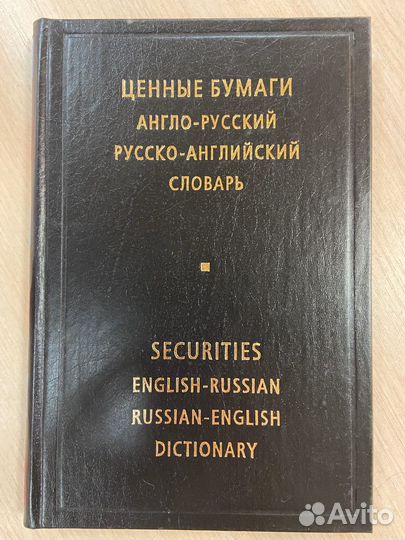 ЦЕННЫЕ БУМАГИ
АНГЛО-РУССКИЙ
РУССКО-АНГЛИЙСКИЙ
СЛОВАРЬ
SECURITIES
ENGLISH-RUSSIAN
RUSSIAN-ENGLISH
DICTIONARY
Avito